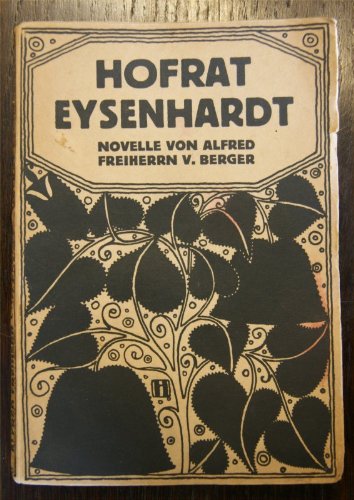 HOFRAT
EYSENHARDT
NOVELLE VON ALFRED
FREIHERRN V. BERGER